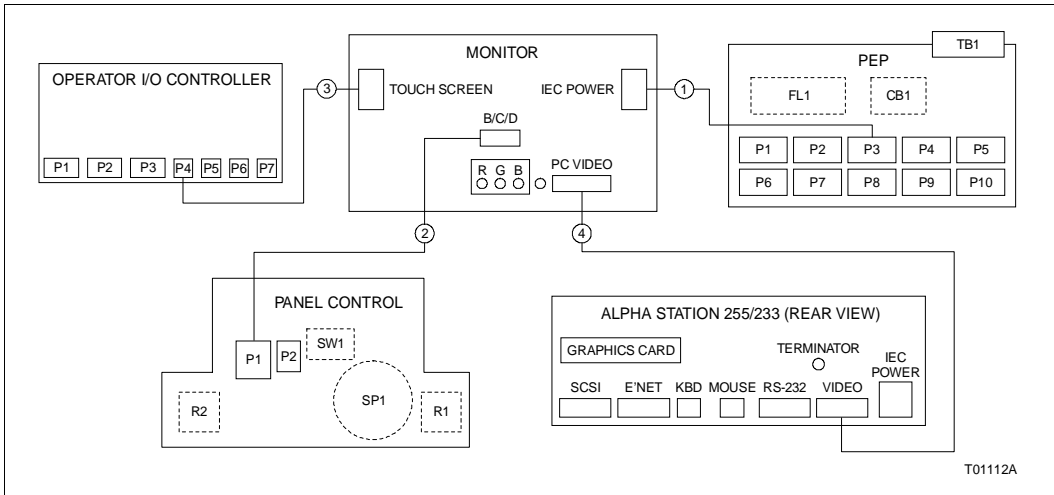 OPERATOR I/O CONTROLLER
P1 P2 P3 P4 P5 P6 P7
3
MONITOR
TOUCH SCREEN
IEC POWER
B/C/D
R G B
PC VIDEO
1
TB1
PEP
FL1
CB1
P1 P2 P3 P4 P5
P6 P7 P8 P9 P10
2
4
PANEL CONTROL
P1
P2
SW1
R2
SP1
R1
ALPHA STATION 255/233 (REAR VIEW)
GRAPHICS CARD
TERMINATOR
IEC
POWER
SCSI E'NET KBD MOUSE RS-232 VIDEO
T01112A